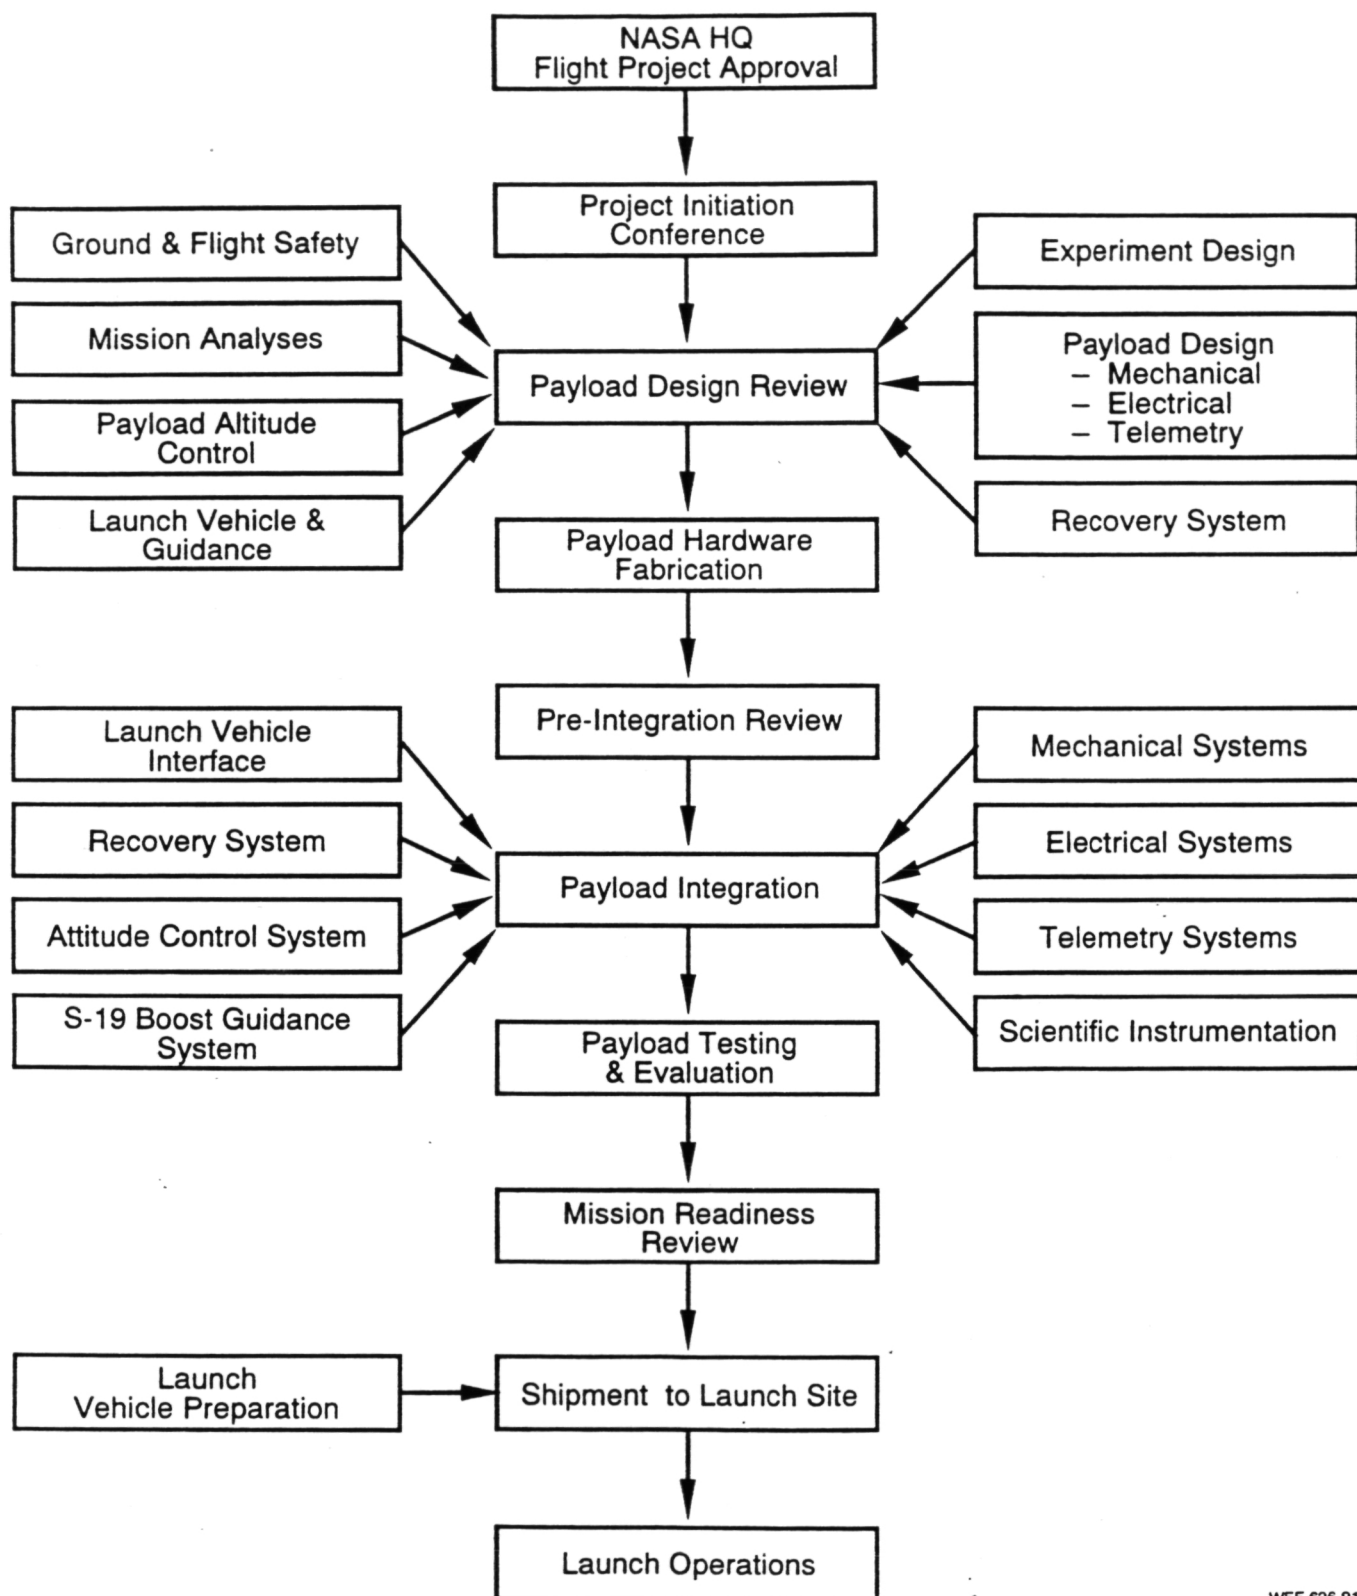 NASA HQ
Flight Project Approval
Project Initiation
Conference
Ground & Flight Safety
Mission Analyses
Payload Altitude
Control
Launch Vehicle &
Guidance
Payload Design Review
Experiment Design
Payload Design
– Mechanical
– Electrical
– Telemetry
Recovery System
Payload Hardware
Fabrication
Pre-Integration Review
Launch Vehicle
Interface
Recovery System
Attitude Control System
S-19 Boost Guidance
System
Payload Integration
Mechanical Systems
Electrical Systems
Telemetry Systems
Scientific Instrumentation
Payload Testing
& Evaluation
Mission Readiness
Review
Launch
Vehicle Preparation
Shipment to Launch Site
Launch Operations